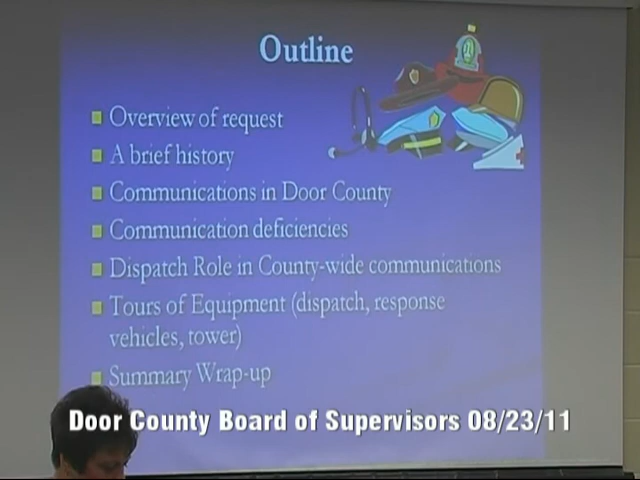 Outline
Overview of request
A brief history
Communications in Door County
Communication deficiencies
Dispatch Role in County-wide communications
Tours of Equipment (dispatch, response
vehicles, tower)
Summary Wrap-up
Door County Board of Supervisors 08/23/11